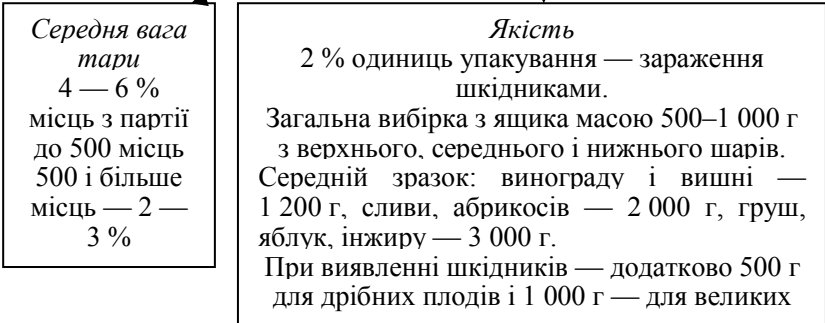 Середня вага
тари
4 — 6 %
місць з партії
до 500 місць
500 і більше
місць — 2 —
3 %
Якість
2 % одиниць упакування — зараження
шкідниками.
Загальна вибірка з ящика масою 500–1 000 г
з верхнього, середнього і нижнього шарів.
Середній зразок: винограду і вишні —
1 200 г, сливи, абрикосів — 2 000 г, груш,
яблук, інжиру — 3 000 г.
При виявленні шкідників — додатково 500 г
для дрібних плодів і 1 000 г — для великих